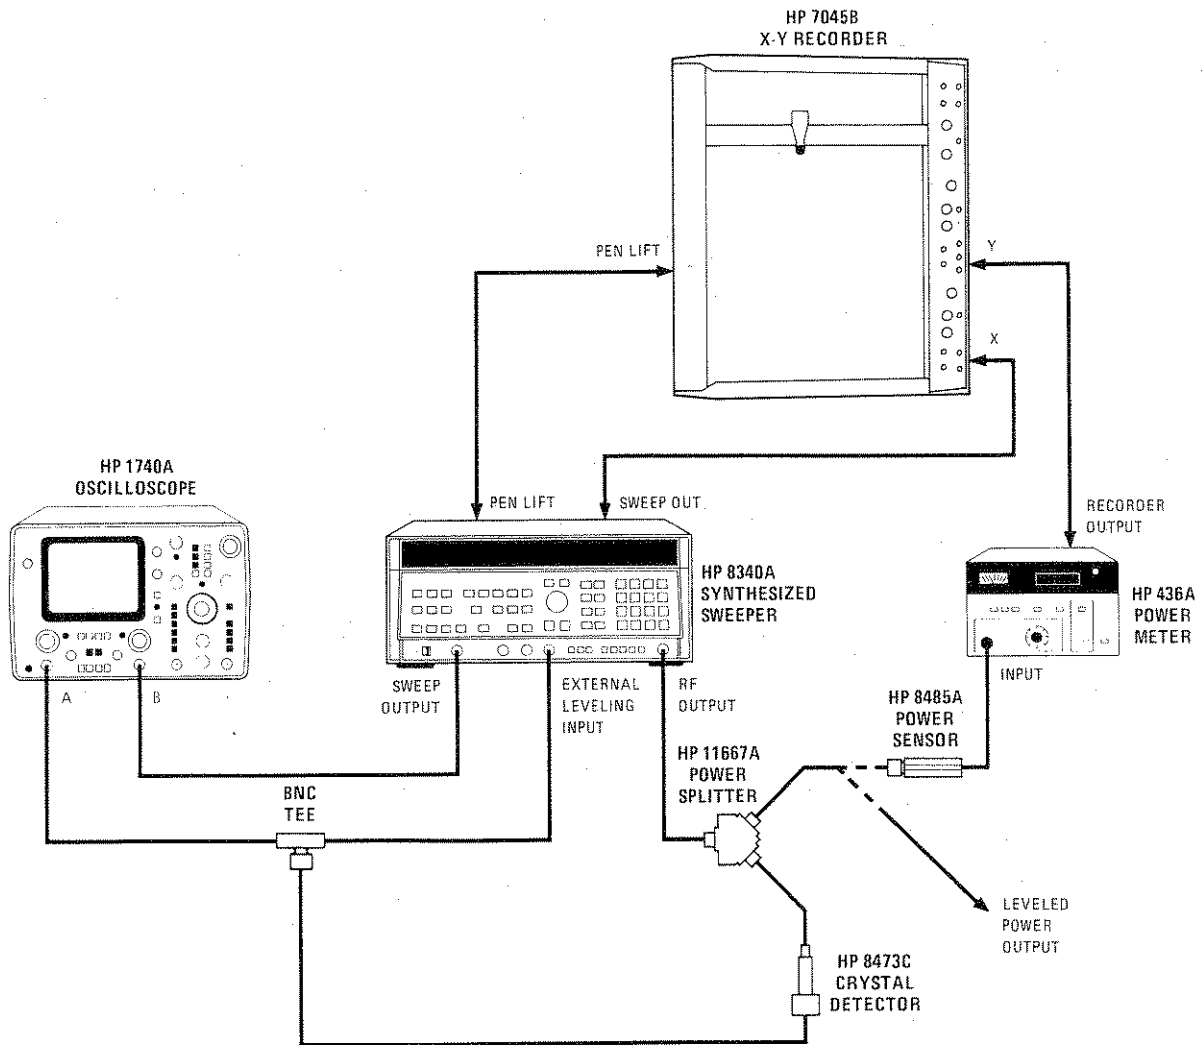 HP 7045B
X-Y RECORDER
PEN LIFT
Y
X
HP 1740A
OSCILLOSCOPE
PEN LIFT
SWEEP OUT.
RECORDER
OUTPUT
HP 8340A
SYNTHESIZED
SWEEPER
HP 436A
POWER
METER
A
B
SWEEP
OUTPUT
EXTERNAL
LEVELING
INPUT
RF
OUTPUT
INPUT
HP 8485A
POWER
SENSOR
HP 11667A
POWER
SPLITTER
BNC
TEE
LEVELED
POWER
OUTPUT
HP 8473C
CRYSTAL
DETECTOR